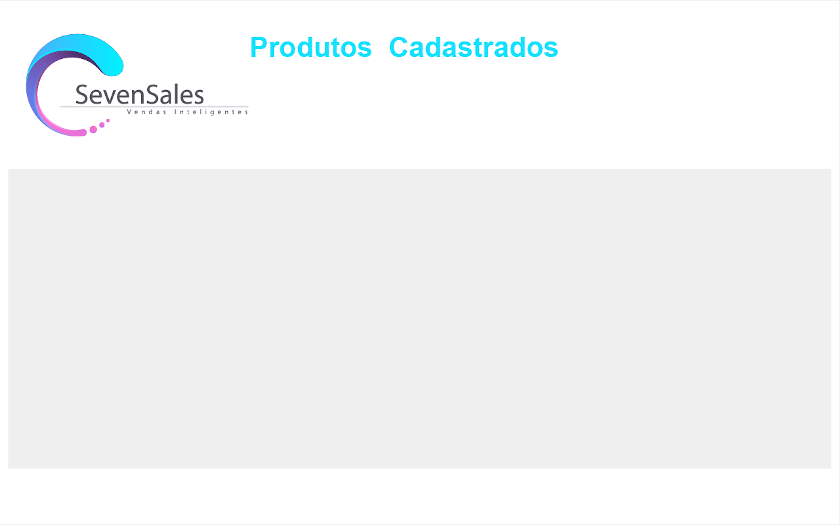 Produtos Cadastrados
SevenSales
Vendas Inteligentes